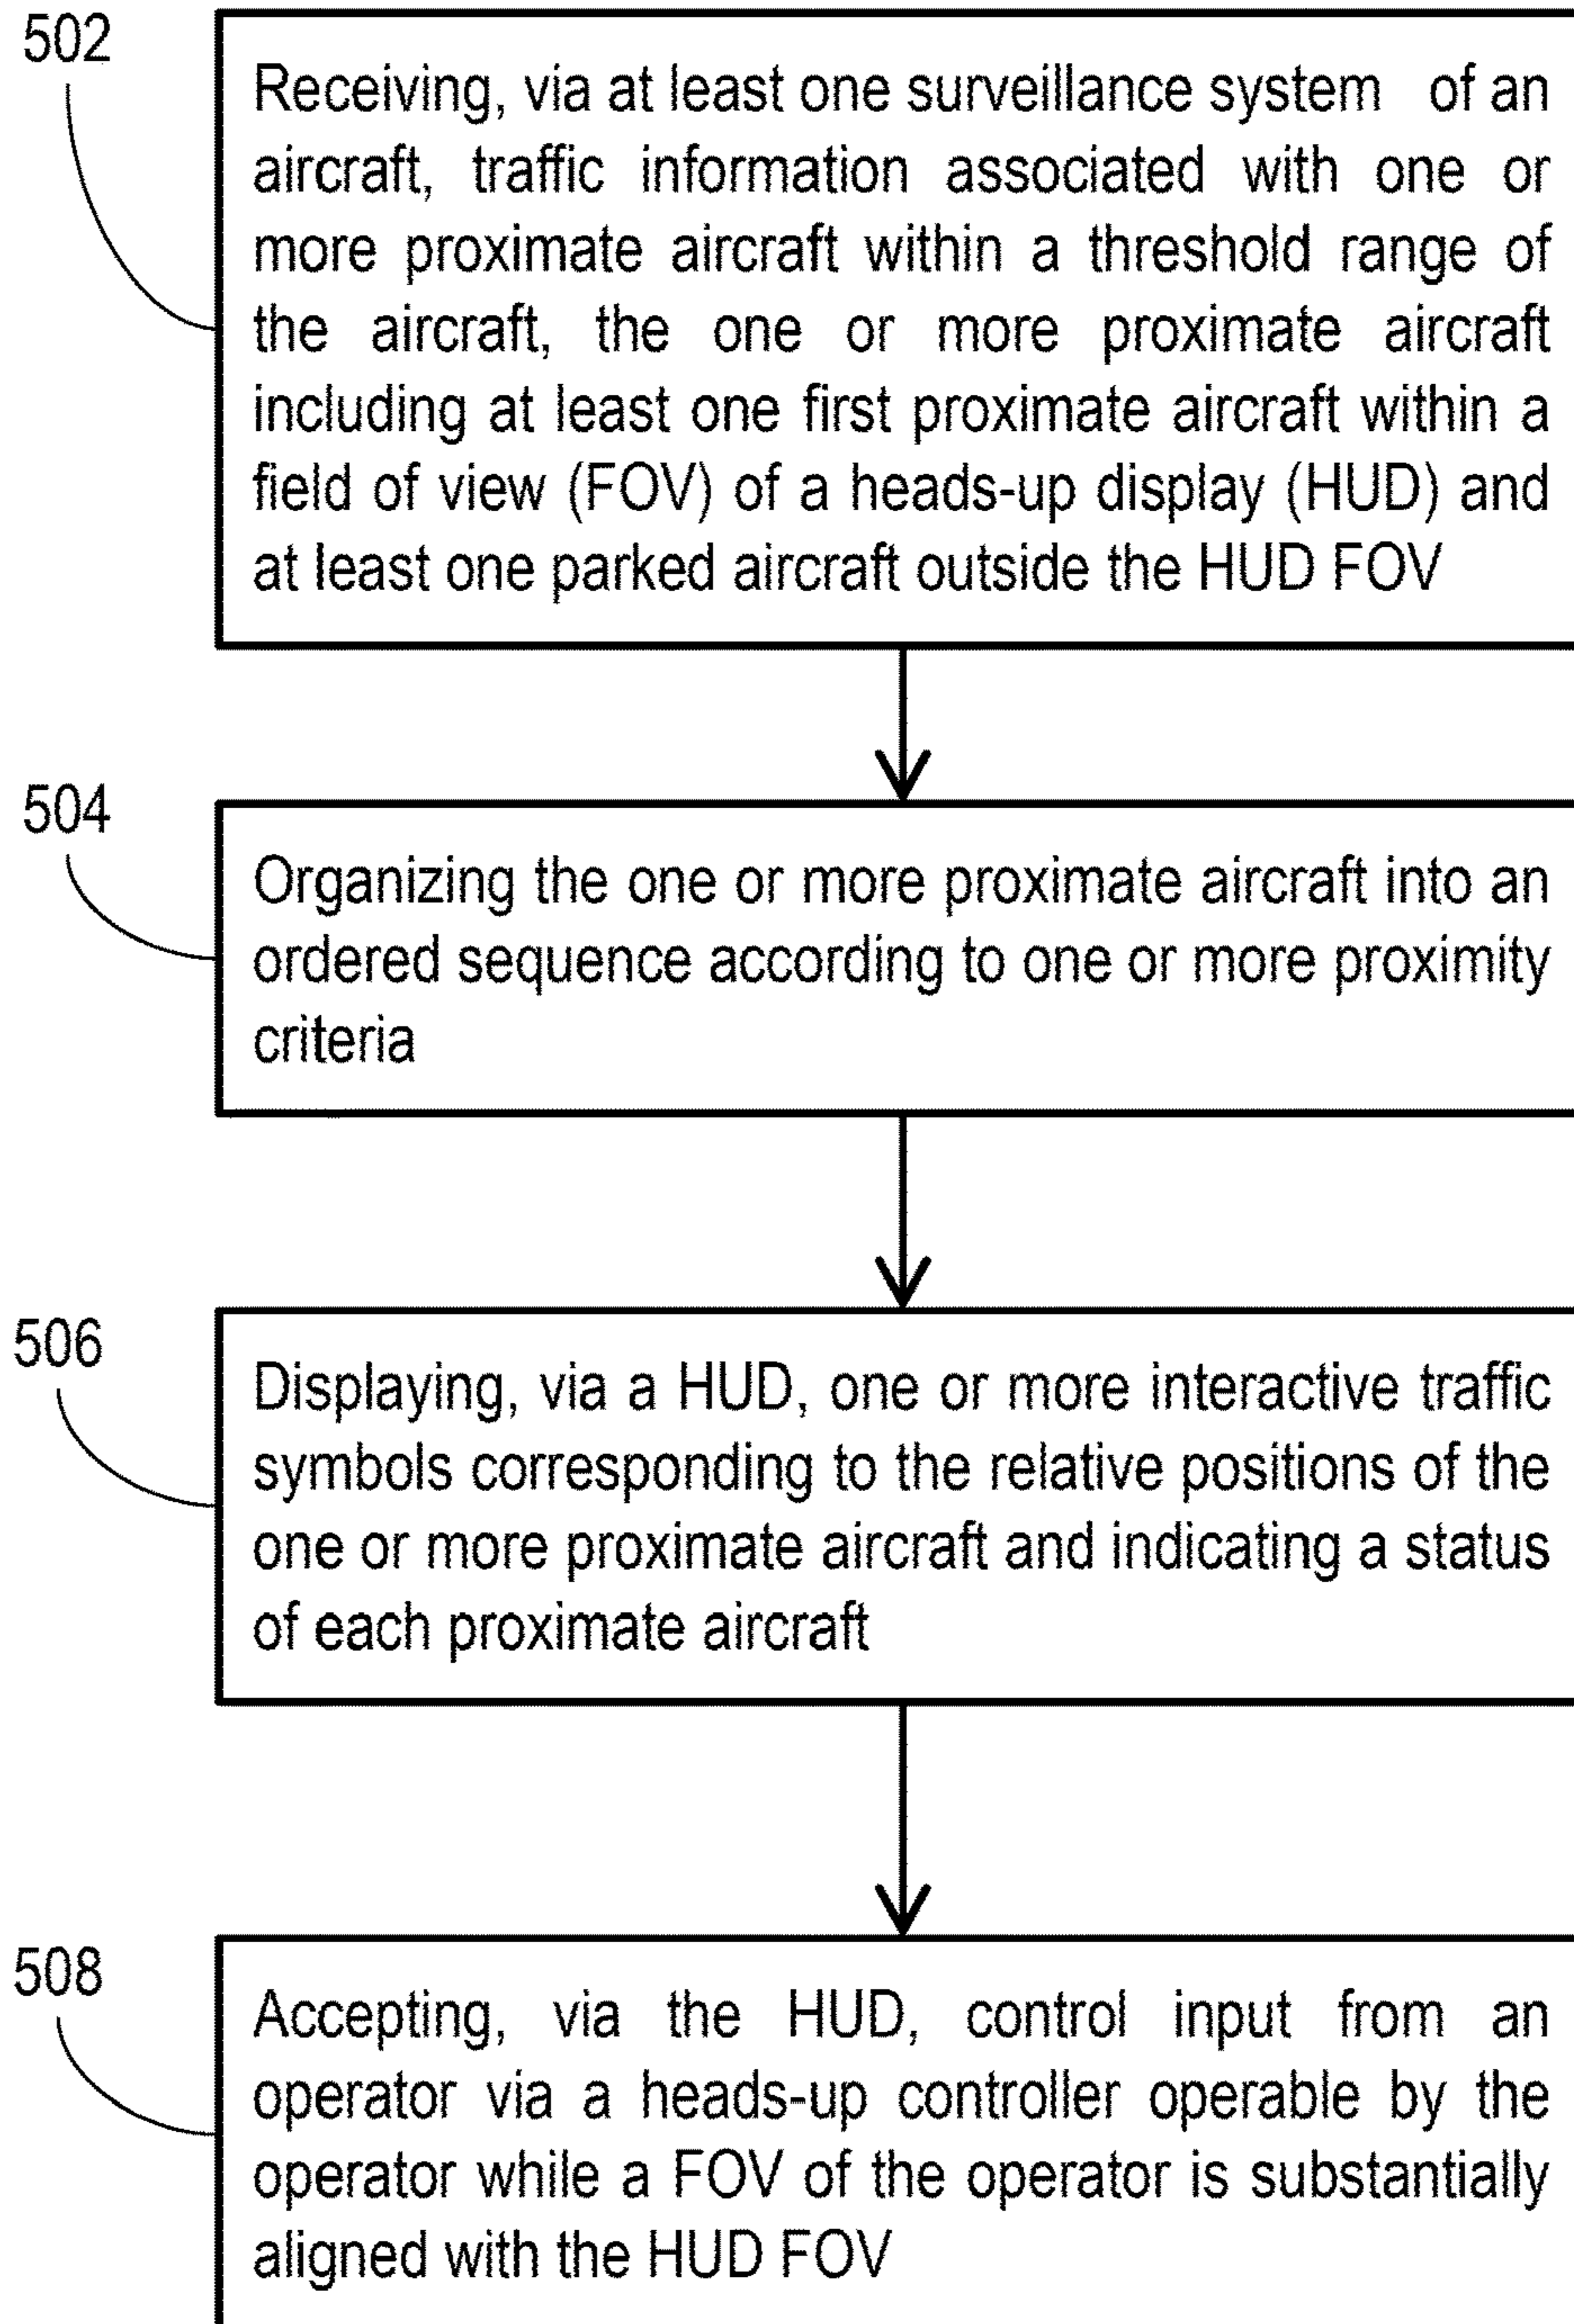 502
Receiving, via at least one surveillance system of an
aircraft, traffic information associated with one or
more proximate aircraft within a threshold range of
the aircraft, the one or more proximate aircraft
including at least one first proximate aircraft within a
field of view (FOV) of a heads-up display (HUD) and
at least one parked aircraft outside the HUD FOV
504
Organizing the one or more proximate aircraft into an
ordered sequence according to one or more proximity
criteria
506
Displaying, via a HUD, one or more interactive traffic
symbols corresponding to the relative positions of the
one or more proximate aircraft and indicating a status
of each proximate aircraft
508
Accepting, via the HUD, control input from an
operator via a heads-up controller operable by the
operator while a FOV of the operator is substantially
aligned with the HUD FOV